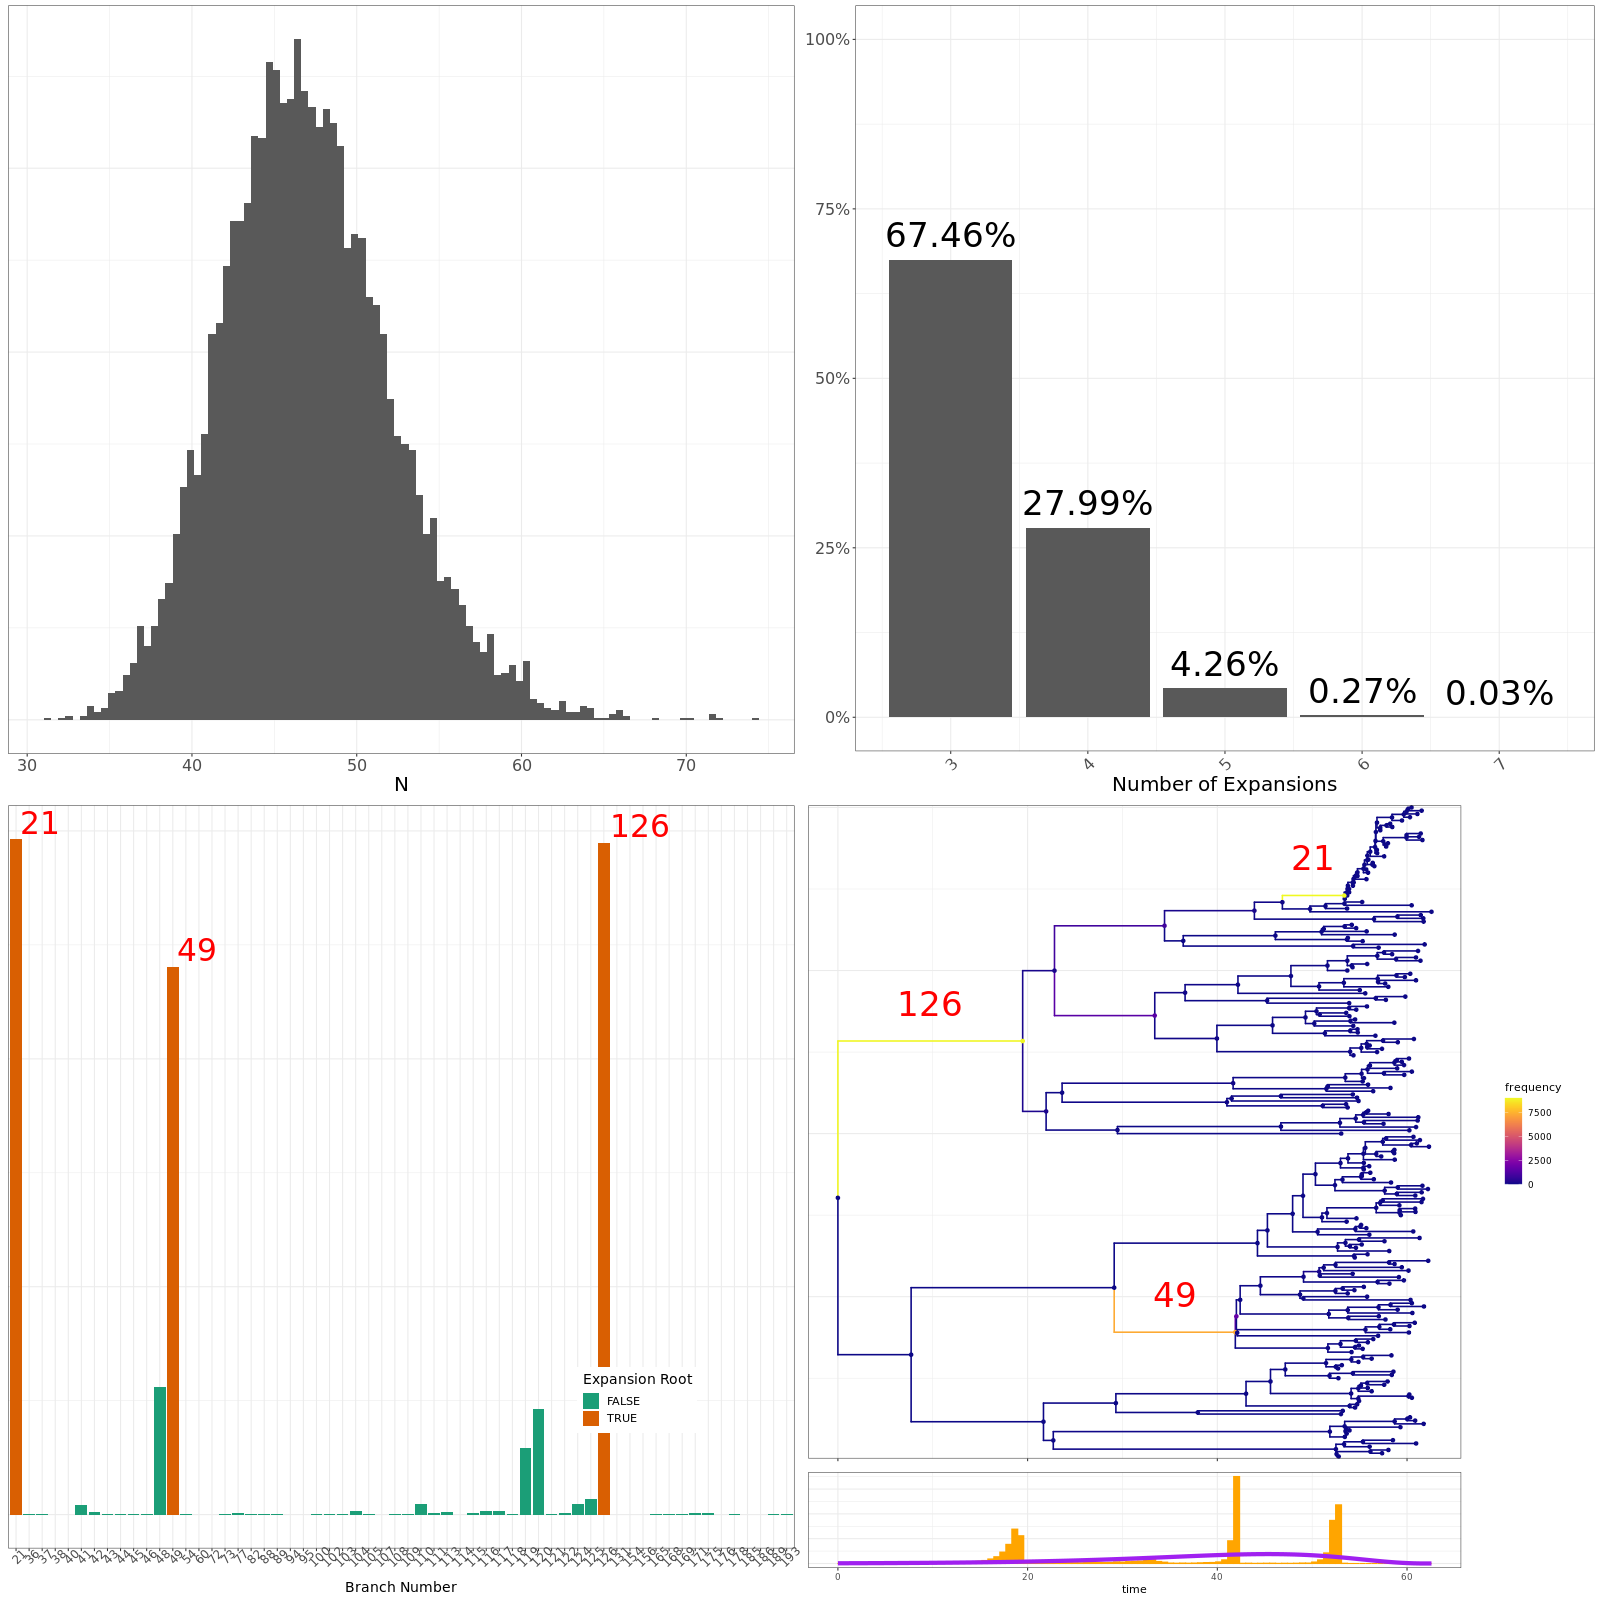 30 40 50 60 70
N
100%
75%
50%
25%
0%
67.46%
27.99%
4.26%
0.27%
0.03%
3 4 5 6 7
Number of Expansions
21
126
49
Expansion Root
FALSE
TRUE
Branch Number
21
126
49
frequency
7500
5000
2500
0
0 20 40 60
time